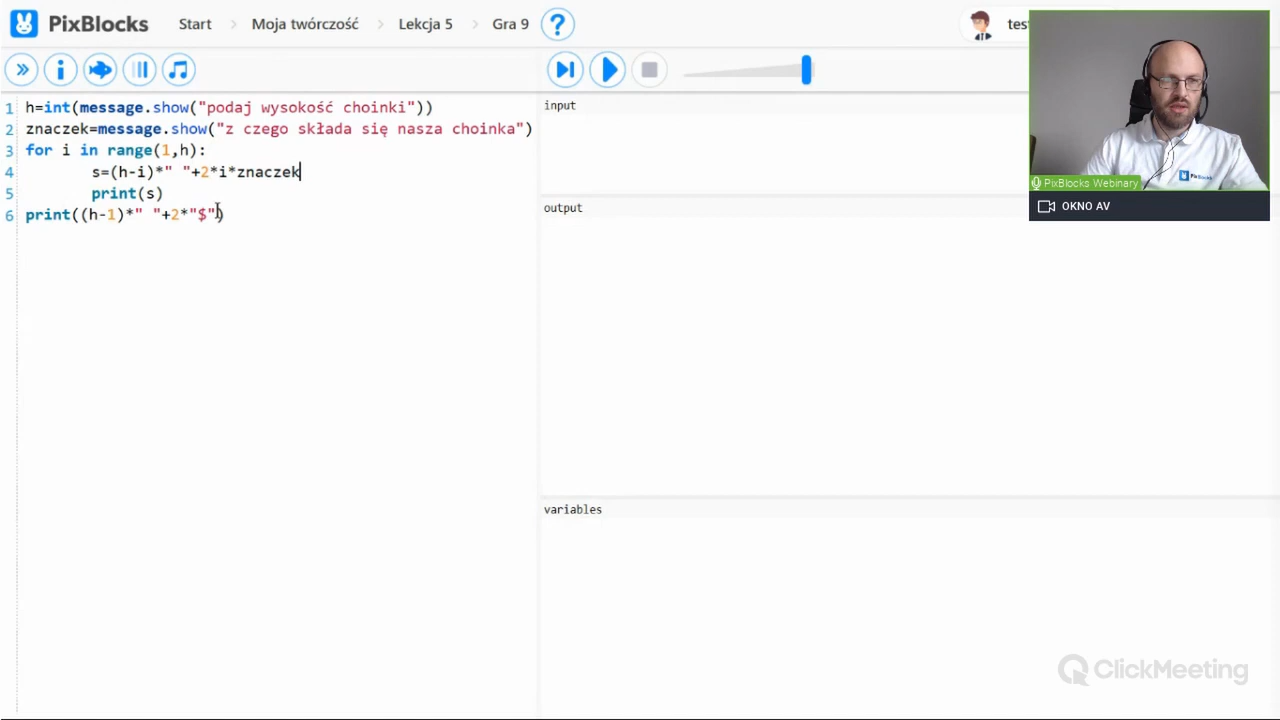 PixBlocks
Start
Moja twórczość
Lekcja 5
Gra 9
?
test
1 h=int(message.show("podaj wysokość choinki"))
2 znaczek=message.show("z czego składa się nasza choinka")
3 for i in range(1,h):
4 s=(h-i)*" "+2*i*znaczek
5 print(s)
6 print((h-1)*" "+2*"$")
input
output
variables
PixBlocks
PixBlocks Webinary
OKNO AV
ClickMeeting